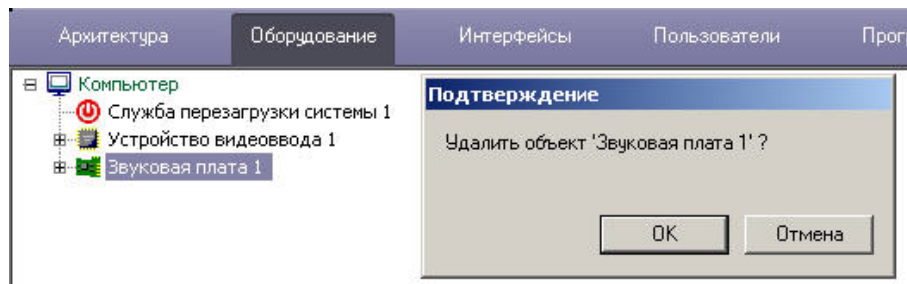 Архитектура Оборудование Интерфейсы Пользователи Прог
Компьютер
Служба перезагрузки системы 1
Устройство видеоввода 1
Звуковая плата 1
Подтверждение
Удалить объект 'Звуковая плата 1' ?
OK Отмена